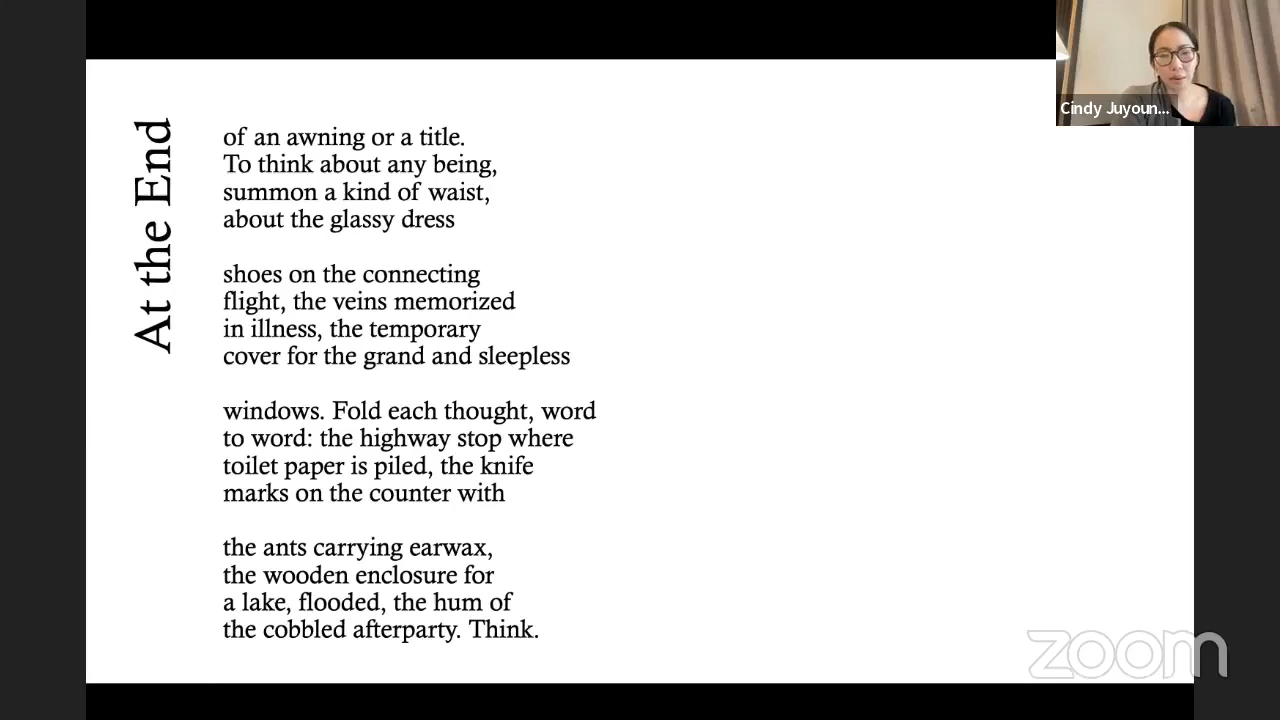 At the End
of an awning or a title.
To think about any being,
summon a kind of waist,
about the glassy dress
shoes on the connecting
flight, the veins memorized
in illness, the temporary
cover for the grand and sleepless
windows. Fold each thought, word
to word: the highway stop where
toilet paper is piled, the knife
marks on the counter with
the ants carrying earwax,
the wooden enclosure for
a lake, flooded, the hum of
the cobbled afterparty. Think.
Cindy Juyoun...
zoom